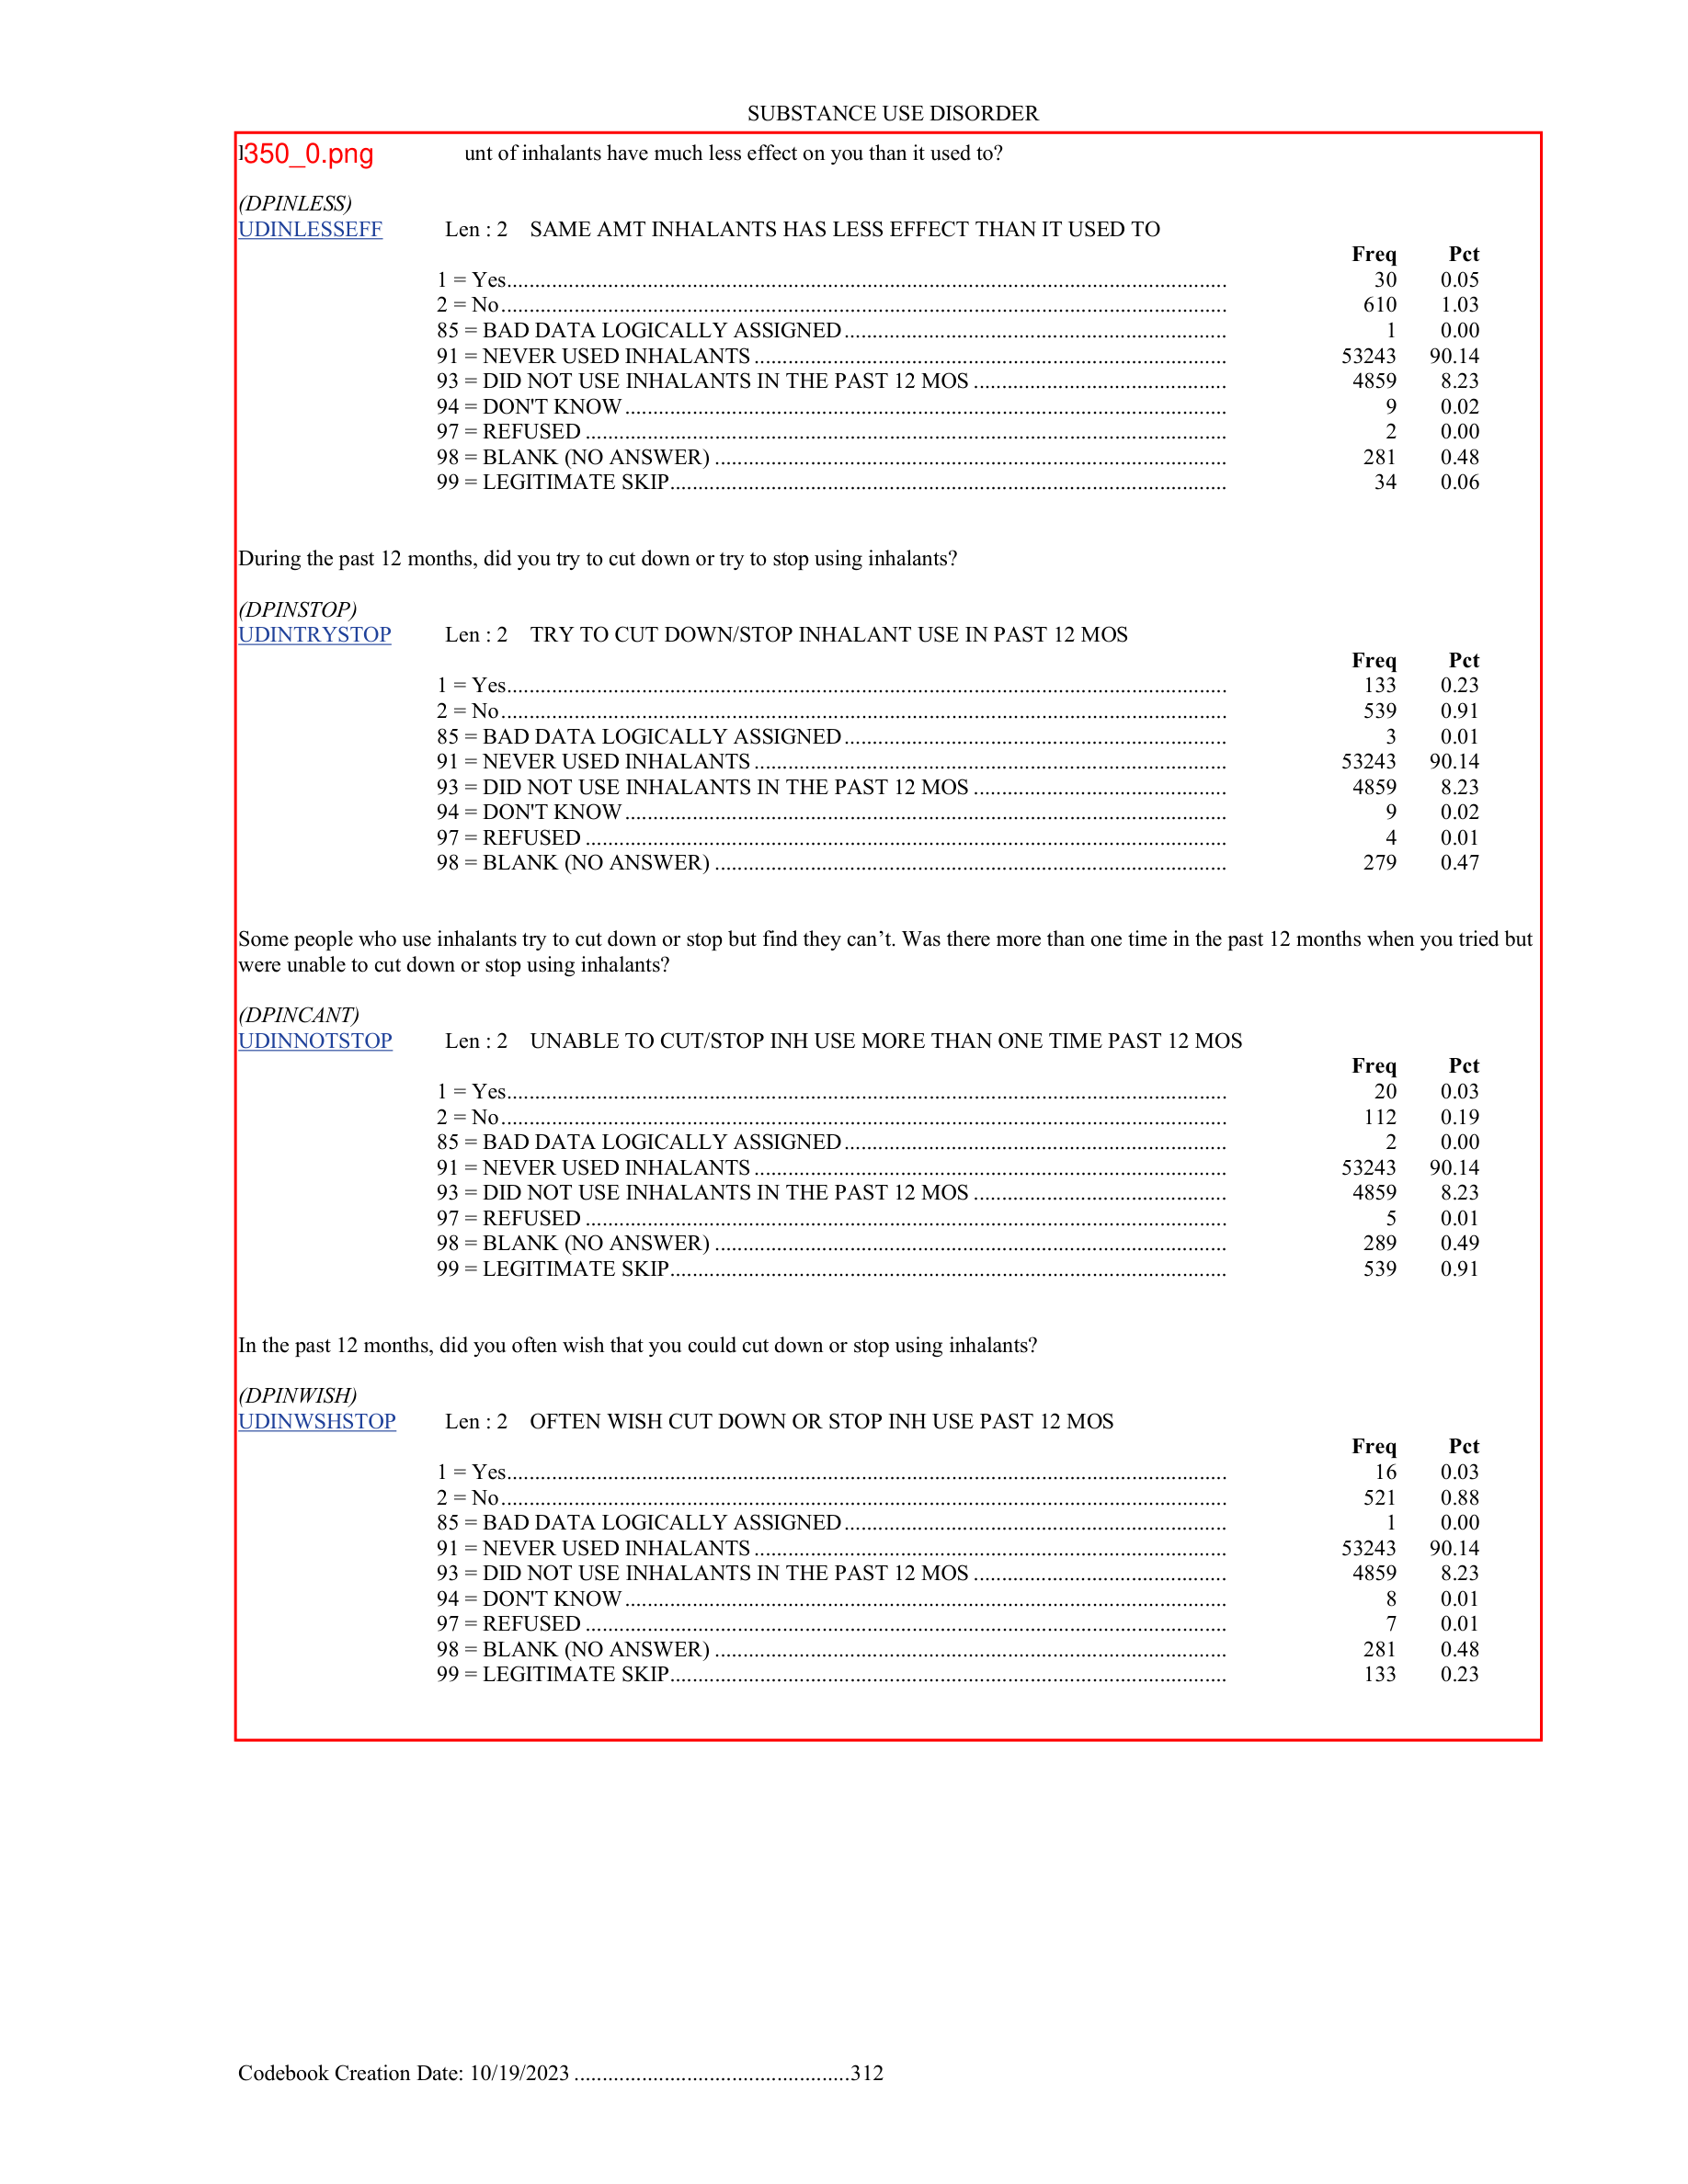 SUBSTANCE USE DISORDER
350_0.png unt of inhalants have much less effect on you than it used to?
(DPINLESS)
UDINLESSEFF Len : 2 SAME AMT INHALANTS HAS LESS EFFECT THAN IT USED TO
Freq Pct
1 = Yes 30 0.05
2 = No 610 1.03
85 = BAD DATA LOGICALLY ASSIGNED 1 0.00
91 = NEVER USED INHALANTS 53243 90.14
93 = DID NOT USE INHALANTS IN THE PAST 12 MOS 4859 8.23
94 = DON'T KNOW 9 0.02
97 = REFUSED 2 0.00
98 = BLANK (NO ANSWER) 281 0.48
99 = LEGITIMATE SKIP 34 0.06
During the past 12 months, did you try to cut down or try to stop using inhalants?
(DPINSTOP)
UDINTRYSTOP Len : 2 TRY TO CUT DOWN/STOP INHALANT USE IN PAST 12 MOS
Freq Pct
1 = Yes 133 0.23
2 = No 539 0.91
85 = BAD DATA LOGICALLY ASSIGNED 3 0.01
91 = NEVER USED INHALANTS 53243 90.14
93 = DID NOT USE INHALANTS IN THE PAST 12 MOS 4859 8.23
94 = DON'T KNOW 9 0.02
97 = REFUSED 4 0.01
98 = BLANK (NO ANSWER) 279 0.47
Some people who use inhalants try to cut down or stop but find they can’t. Was there more than one time in the past 12 months when you tried but
were unable to cut down or stop using inhalants?
(DPINCANT)
UDINNOTSTOP Len : 2 UNABLE TO CUT/STOP INH USE MORE THAN ONE TIME PAST 12 MOS
Freq Pct
1 = Yes 20 0.03
2 = No 112 0.19
85 = BAD DATA LOGICALLY ASSIGNED 2 0.00
91 = NEVER USED INHALANTS 53243 90.14
93 = DID NOT USE INHALANTS IN THE PAST 12 MOS 4859 8.23
97 = REFUSED 5 0.01
98 = BLANK (NO ANSWER) 289 0.49
99 = LEGITIMATE SKIP 539 0.91
In the past 12 months, did you often wish that you could cut down or stop using inhalants?
(DPINWISH)
UDINWSHSTOP Len : 2 OFTEN WISH CUT DOWN OR STOP INH USE PAST 12 MOS
Freq Pct
1 = Yes 16 0.03
2 = No 521 0.88
85 = BAD DATA LOGICALLY ASSIGNED 1 0.00
91 = NEVER USED INHALANTS 53243 90.14
93 = DID NOT USE INHALANTS IN THE PAST 12 MOS 4859 8.23
94 = DON'T KNOW 8 0.01
97 = REFUSED 7 0.01
98 = BLANK (NO ANSWER) 281 0.48
99 = LEGITIMATE SKIP 133 0.23
Codebook Creation Date: 10/19/2023 312